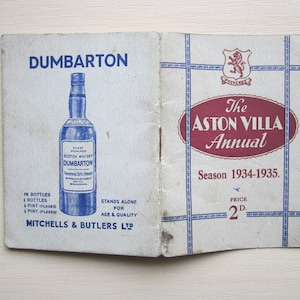 DUMBARTON
SCOTCH WHISKY
DUMBARTON
IN BOTTLES
½ BOTTLES
½ PINT (FLASKS)
¼ PINT (FLASKS)
STANDS ALONE
FOR
AGE & QUALITY
MITCHELLS & BUTLERS LTD
The
ASTON VILLA
Annual
Season 1934-1935.
PRICE
2D.